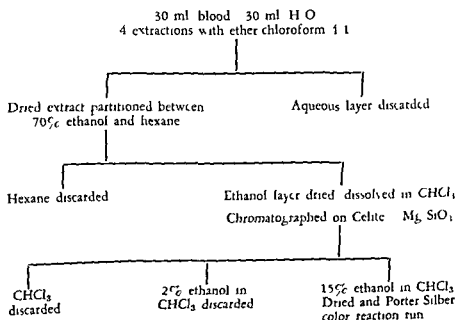 30 ml blood 30 ml H O
4 extractions with ether chloroform 1 1
Dried extract partitioned between
70% ethanol and hexane
Aqueous layer discarded
Hexane discarded
Ethanol layer dried dissolved in CHCl₃
Chromatographed on Celite Mg SiO₃
CHCl₃
discarded
2% ethanol in
CHCl₃ discarded
15% ethanol in CHCl₃
Dried and Porter Silber
color reaction run